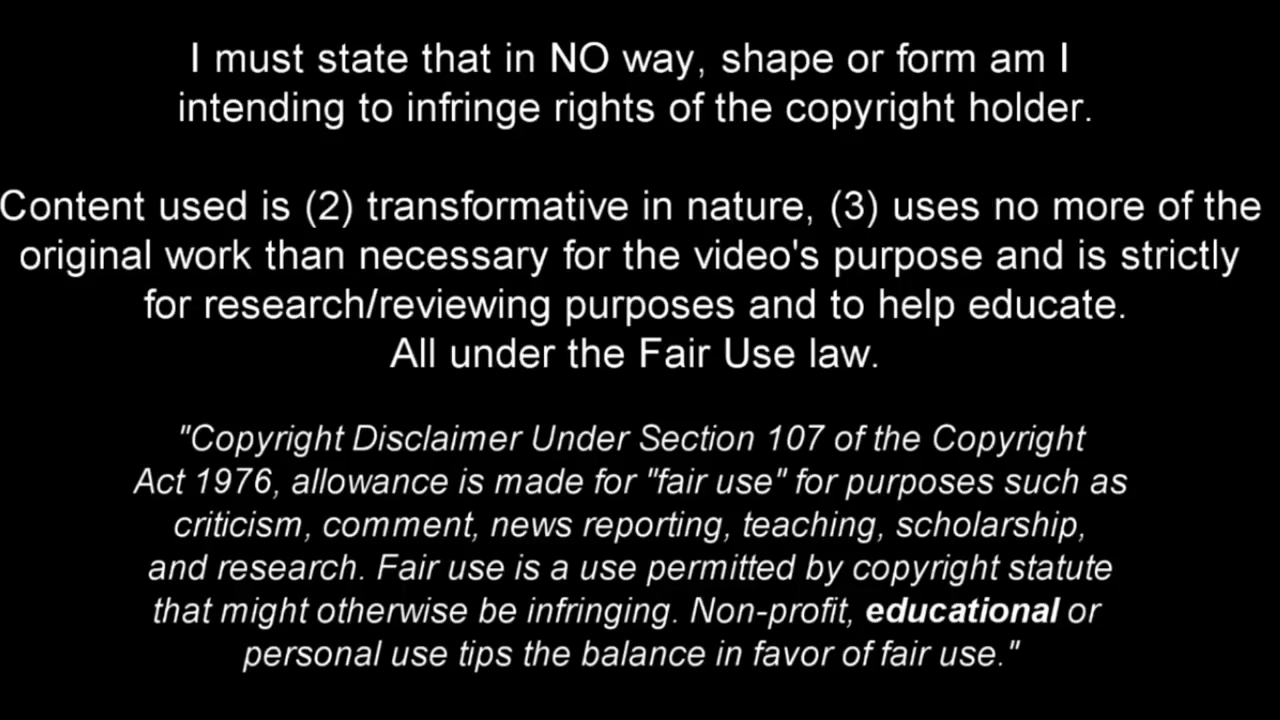 I must state that in NO way, shape or form am I
intending to infringe rights of the copyright holder.
Content used is (2) transformative in nature, (3) uses no more of the
original work than necessary for the video's purpose and is strictly
for research/reviewing purposes and to help educate.
All under the Fair Use law.
"Copyright Disclaimer Under Section 107 of the Copyright
Act 1976, allowance is made for "fair use" for purposes such as
criticism, comment, news reporting, teaching, scholarship,
and research. Fair use is a use permitted by copyright statute
that might otherwise be infringing. Non-profit, educational or
personal use tips the balance in favor of fair use."